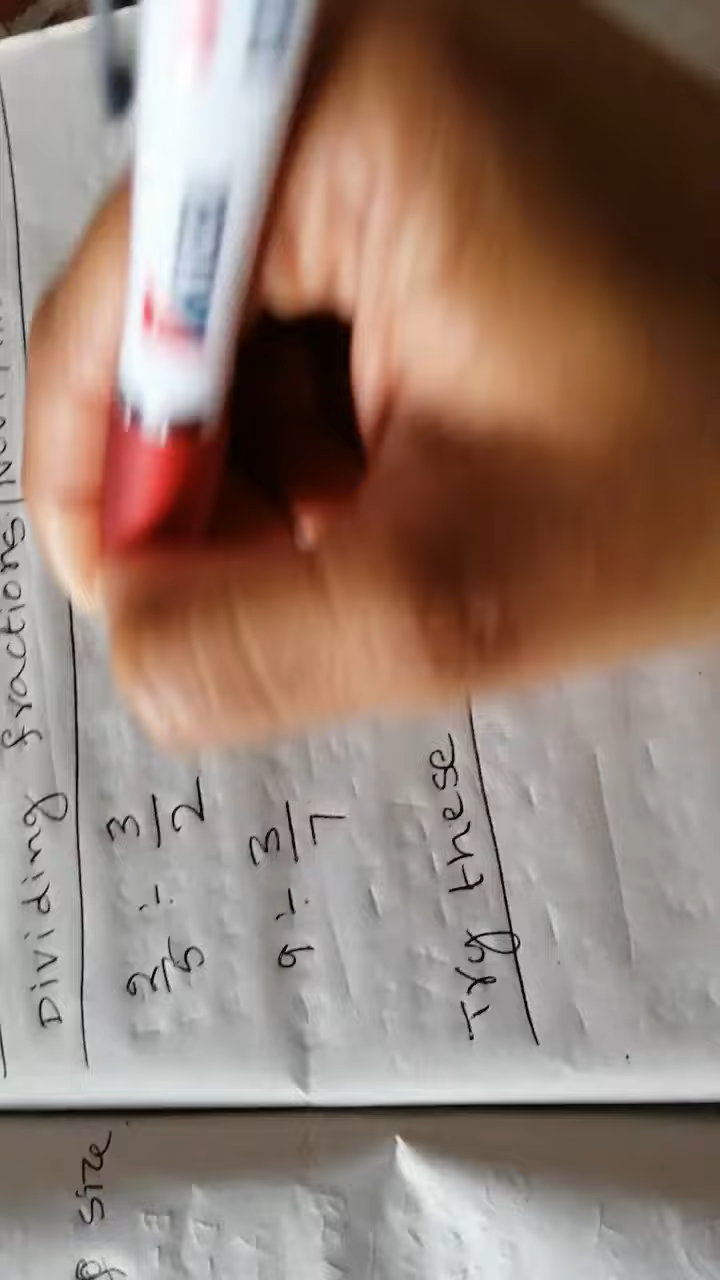 Dividing fractions
2/5 ÷ 3/2
9 ÷ 3/7
Try these
size